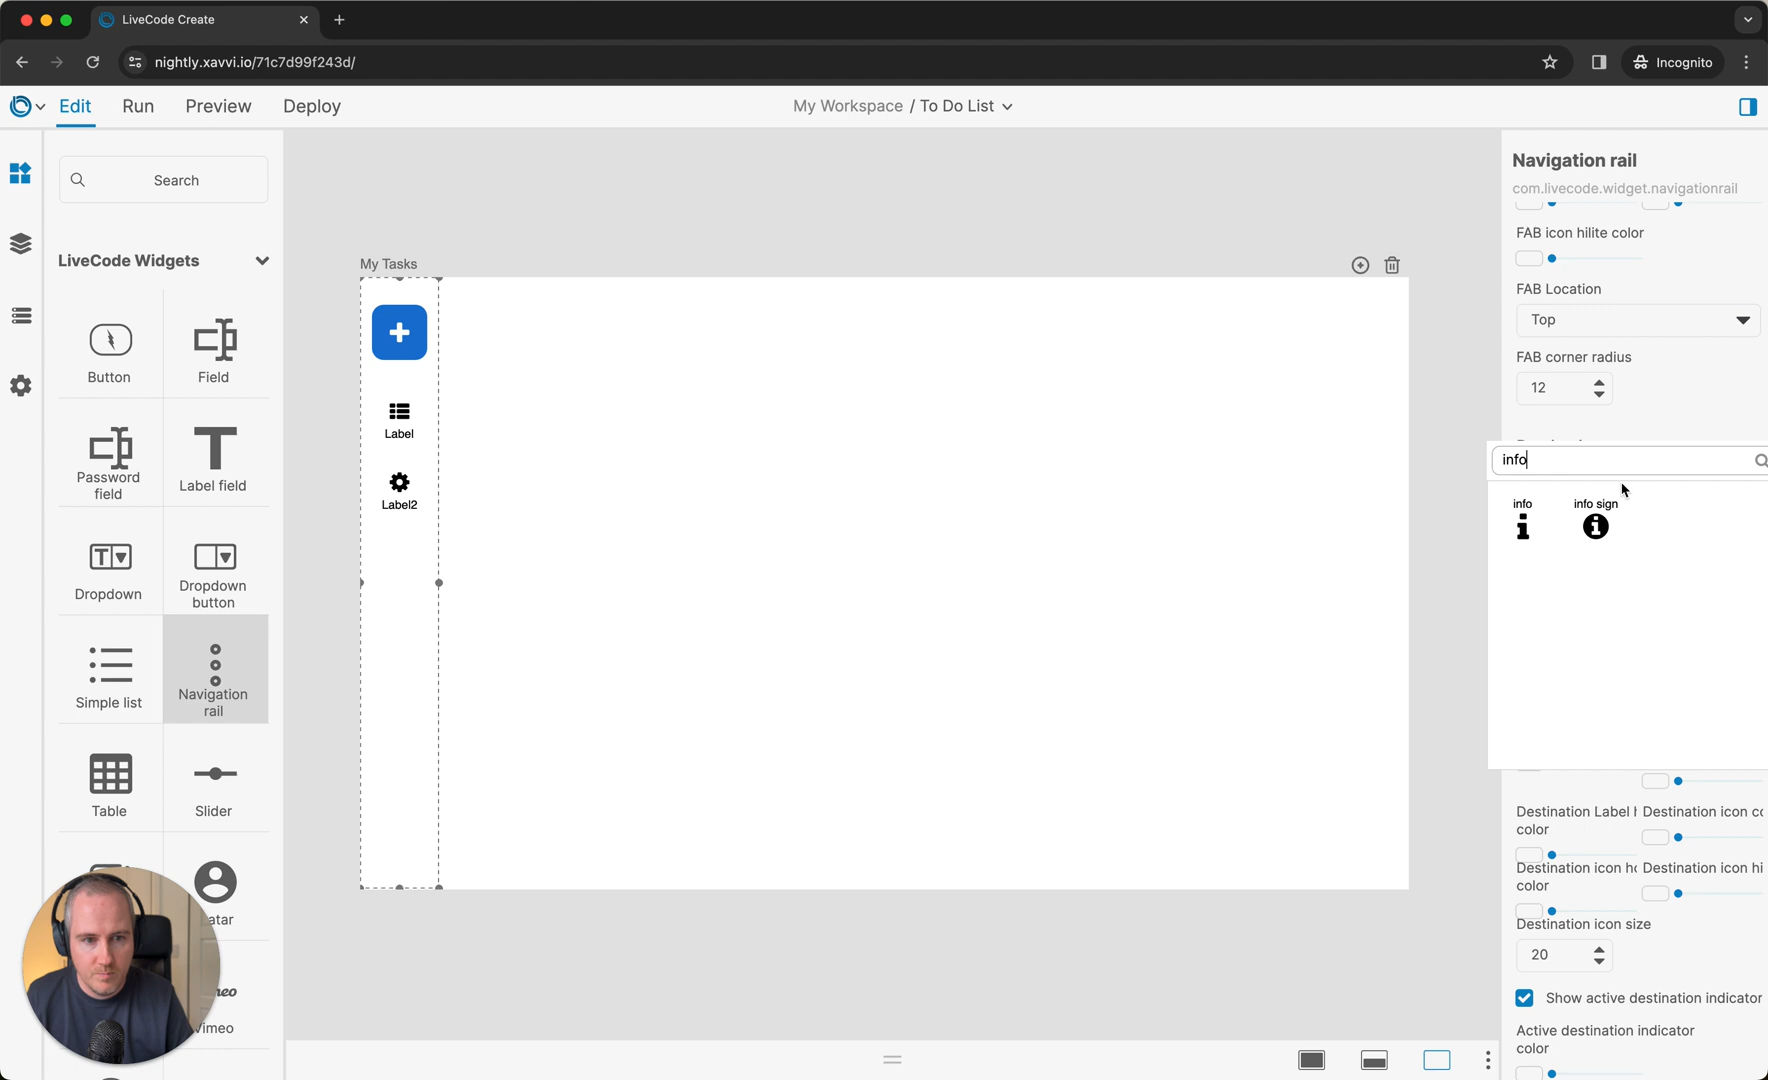 LiveCode Create
nightly.xavvi.io/71c7d99f243d/
Incognito
Edit
Run
Preview
Deploy
My Workspace / To Do List
Search
LiveCode Widgets
Button
Field
Password
field
Label field
Dropdown
Dropdown
button
Simple list
Navigation
rail
Table
Slider
atar
neo
Vimeo
My Tasks
Label
Label2
Navigation rail
com.livecode.widget.navigationrail
FAB icon hilite color
FAB Location
Top
FAB corner radius
12
info
info
info sign
Destination Label h
color
Destination icon co
Destination icon ho
color
Destination icon hi
Destination icon size
20
Show active destination indicator
Active destination indicator
color